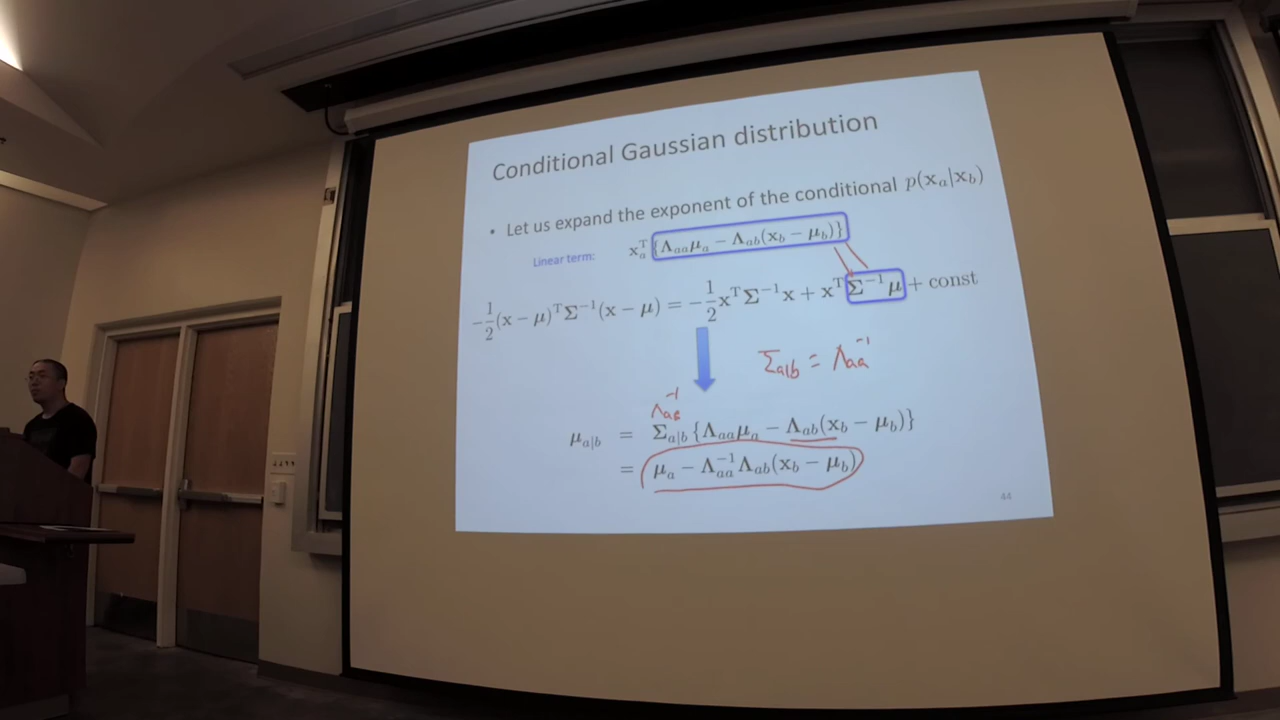 Conditional Gaussian distribution
• Let us expand the exponent of the conditional p(x_a|x_b)
Linear term: x_a^T {Λ_aa μ_a − Λ_ab(x_b − μ_b)}
−1/2 (x − μ)^T Σ^−1 (x − μ) = −1/2 x^T Σ^−1 x + x^T Σ^−1 μ + const
Σ_a|b = Λ_aa^−1
Λ_aa^−1
μ_a|b = Σ_a|b {Λ_aa μ_a − Λ_ab(x_b − μ_b)}
= μ_a − Λ_aa^−1 Λ_ab(x_b − μ_b)
44